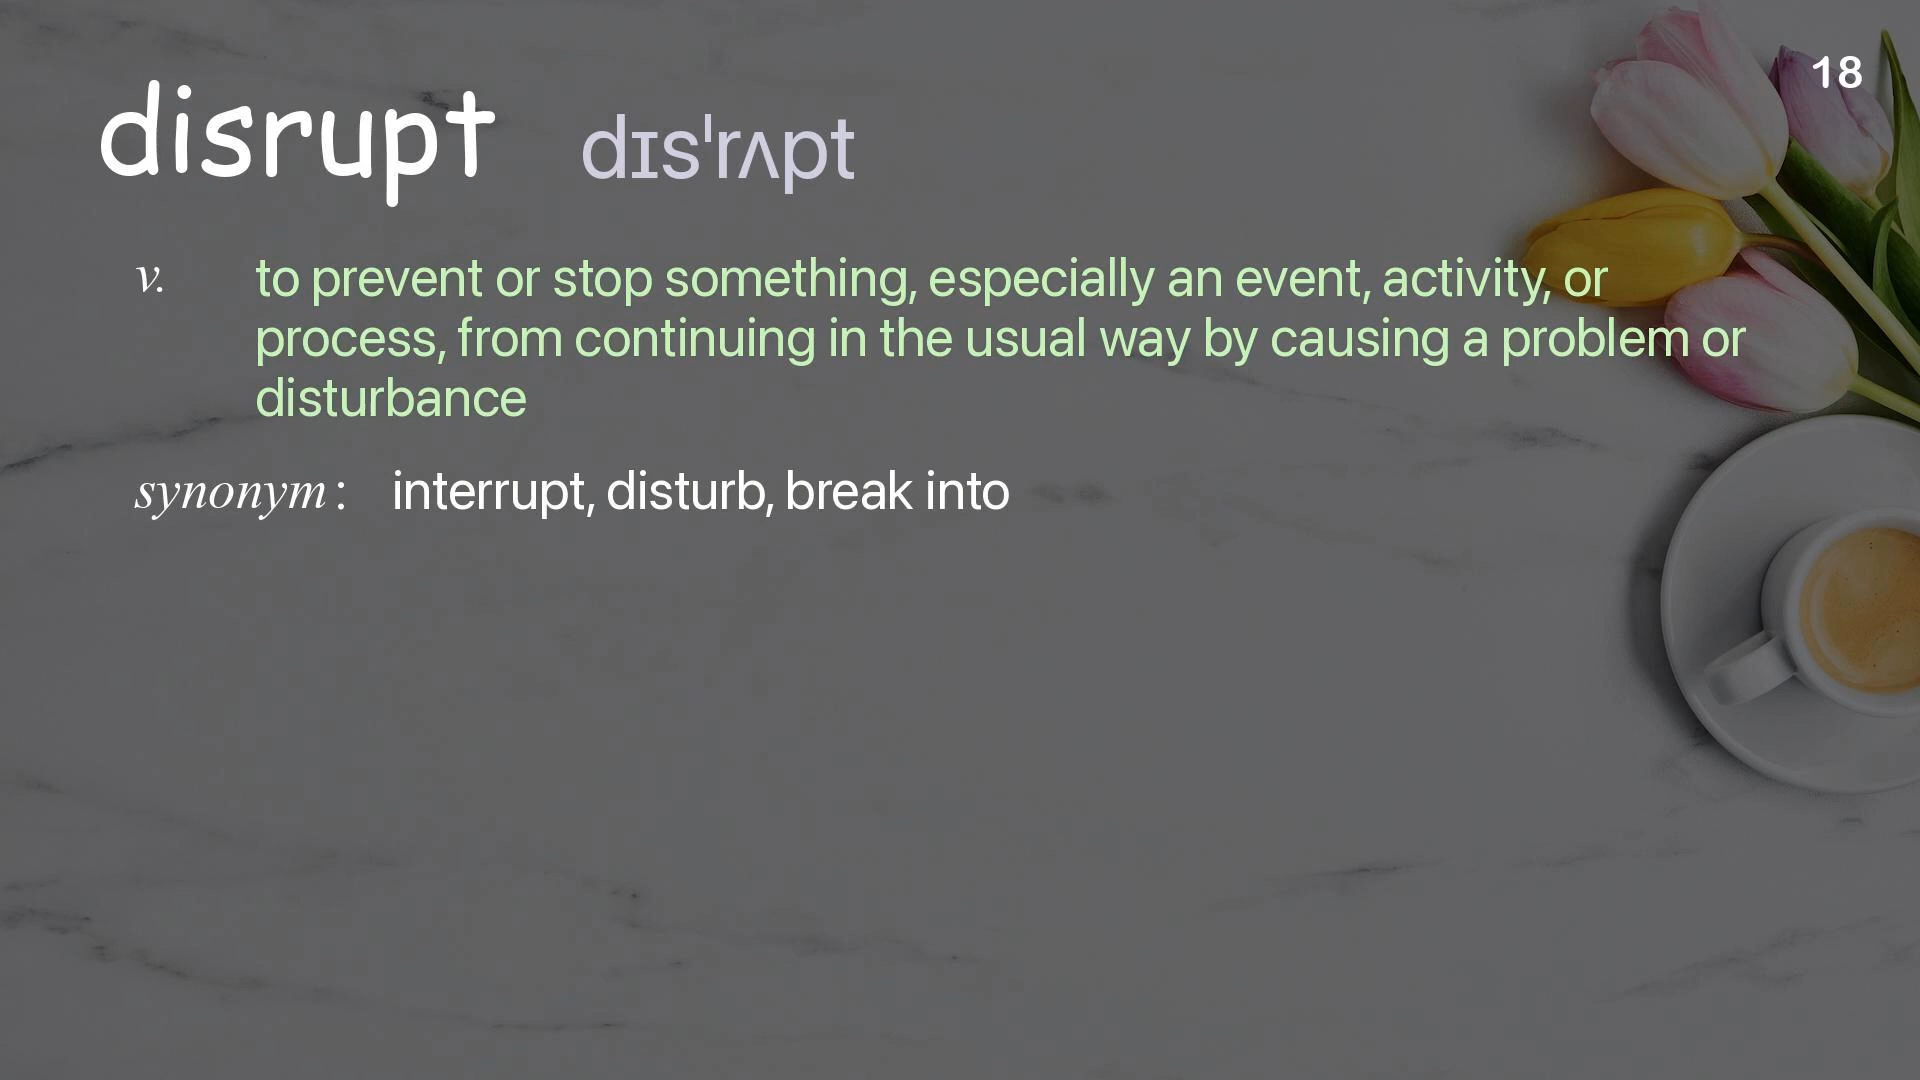 18
disrupt dɪsˈrʌpt
v. to prevent or stop something, especially an event, activity, or
process, from continuing in the usual way by causing a problem or
disturbance
synonym : interrupt, disturb, break into